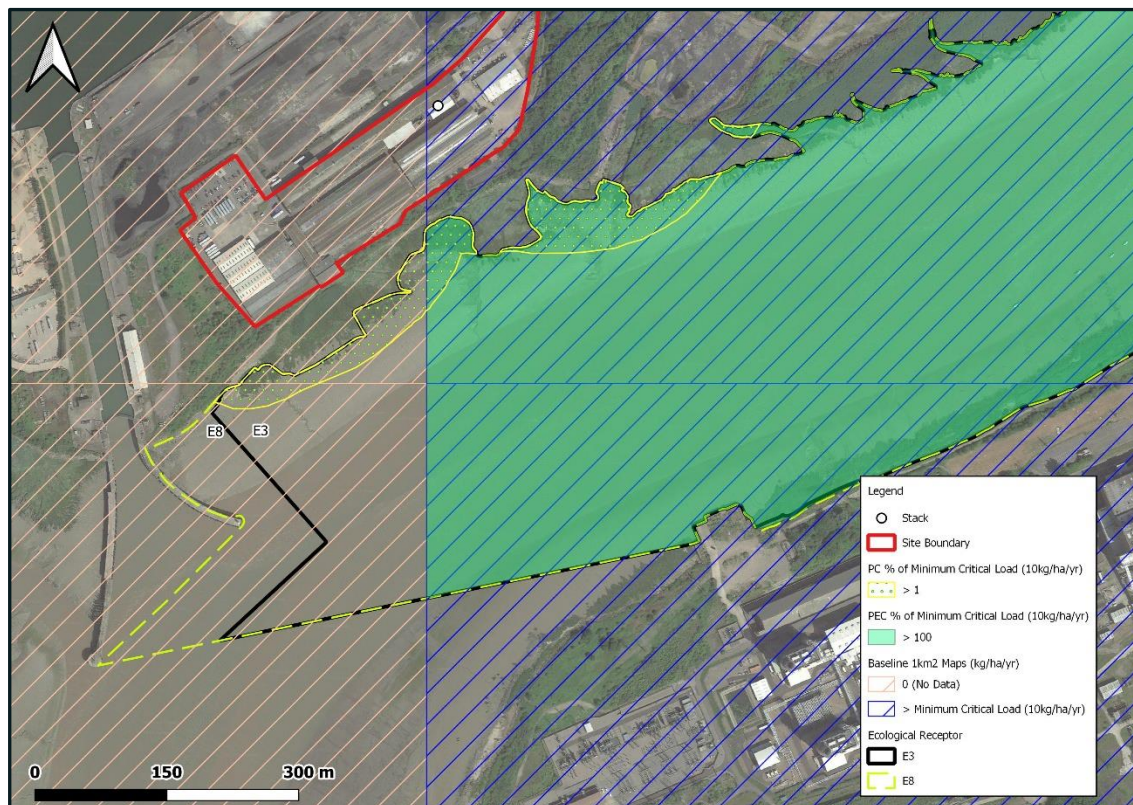 E8
E3
0
150
300 m
Legend
Stack
Site Boundary
PC % of Minimum Critical Load (10kg/ha/yr)
> 1
PEC % of Minimum Critical Load (10kg/ha/yr)
> 100
Baseline 1km2 Maps (kg/ha/yr)
0 (No Data)
> Minimum Critical Load (10kg/ha/yr)
Ecological Receptor
E3
E8